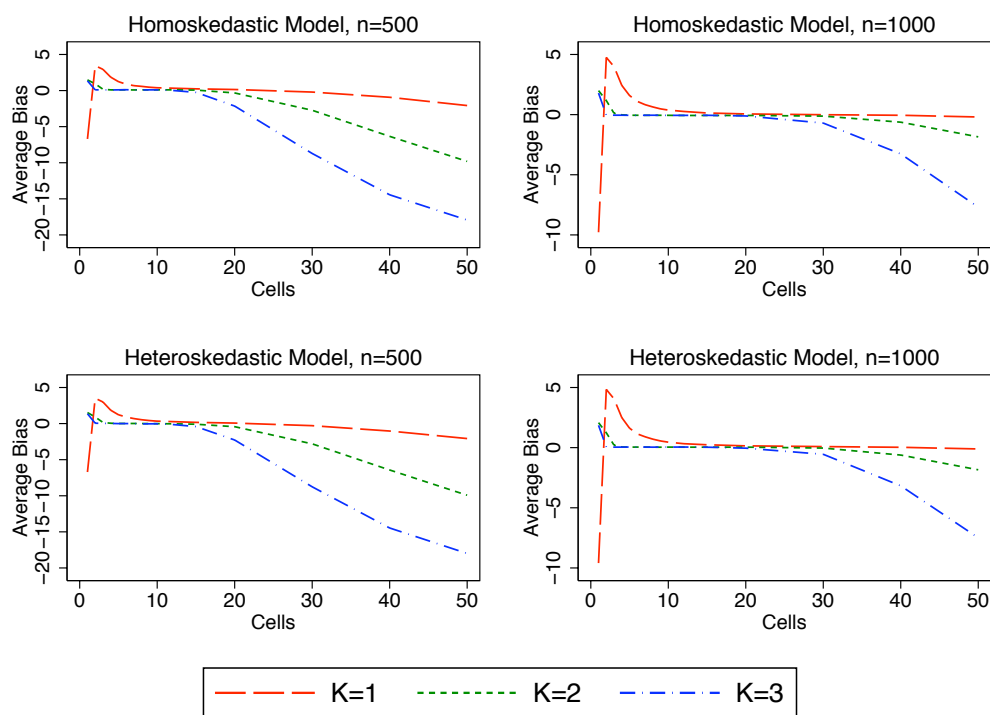 Homoskedastic Model, n=500
Average Bias
5
0
−5
−10
−15
−20
0 10 20 30 40 50
Cells
Homoskedastic Model, n=1000
Average Bias
5
0
−5
−10
0 10 20 30 40 50
Cells
Heteroskedastic Model, n=500
Average Bias
5
0
−5
−10
−15
−20
0 10 20 30 40 50
Cells
Heteroskedastic Model, n=1000
Average Bias
5
0
−5
−10
0 10 20 30 40 50
Cells
K=1 K=2 K=3